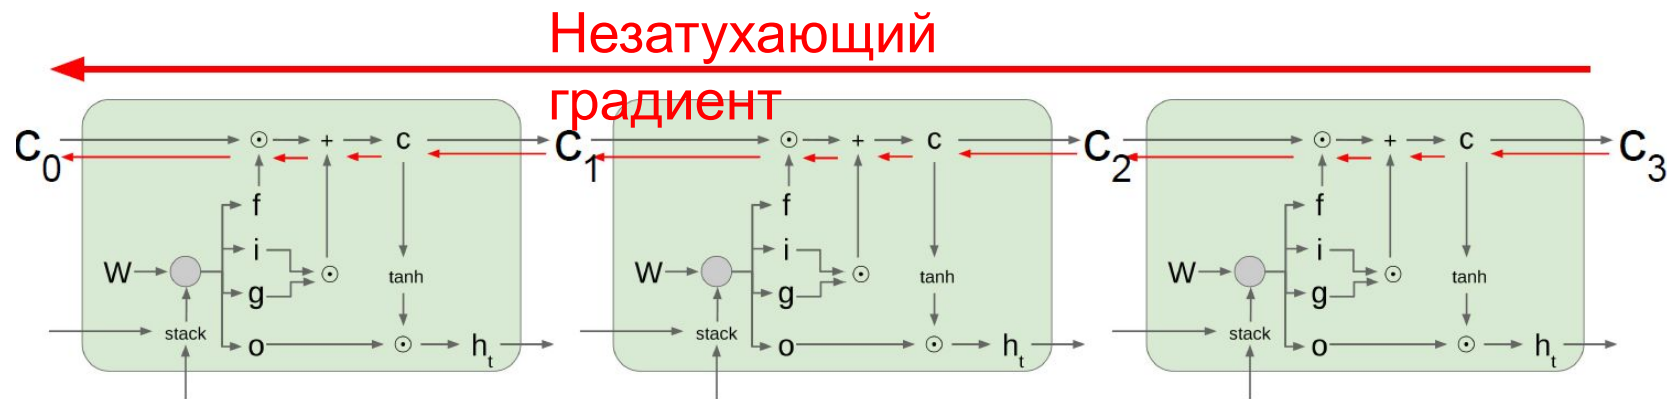 Незатухающий
градиент
C0 ⊙ + c C1 ⊙ + c C2 ⊙ + c C3
f f f
i i i
W ⊙ tanh W ⊙ tanh W ⊙ tanh
g g g
stack stack stack
o ⊙ ht o ⊙ ht o ⊙ ht